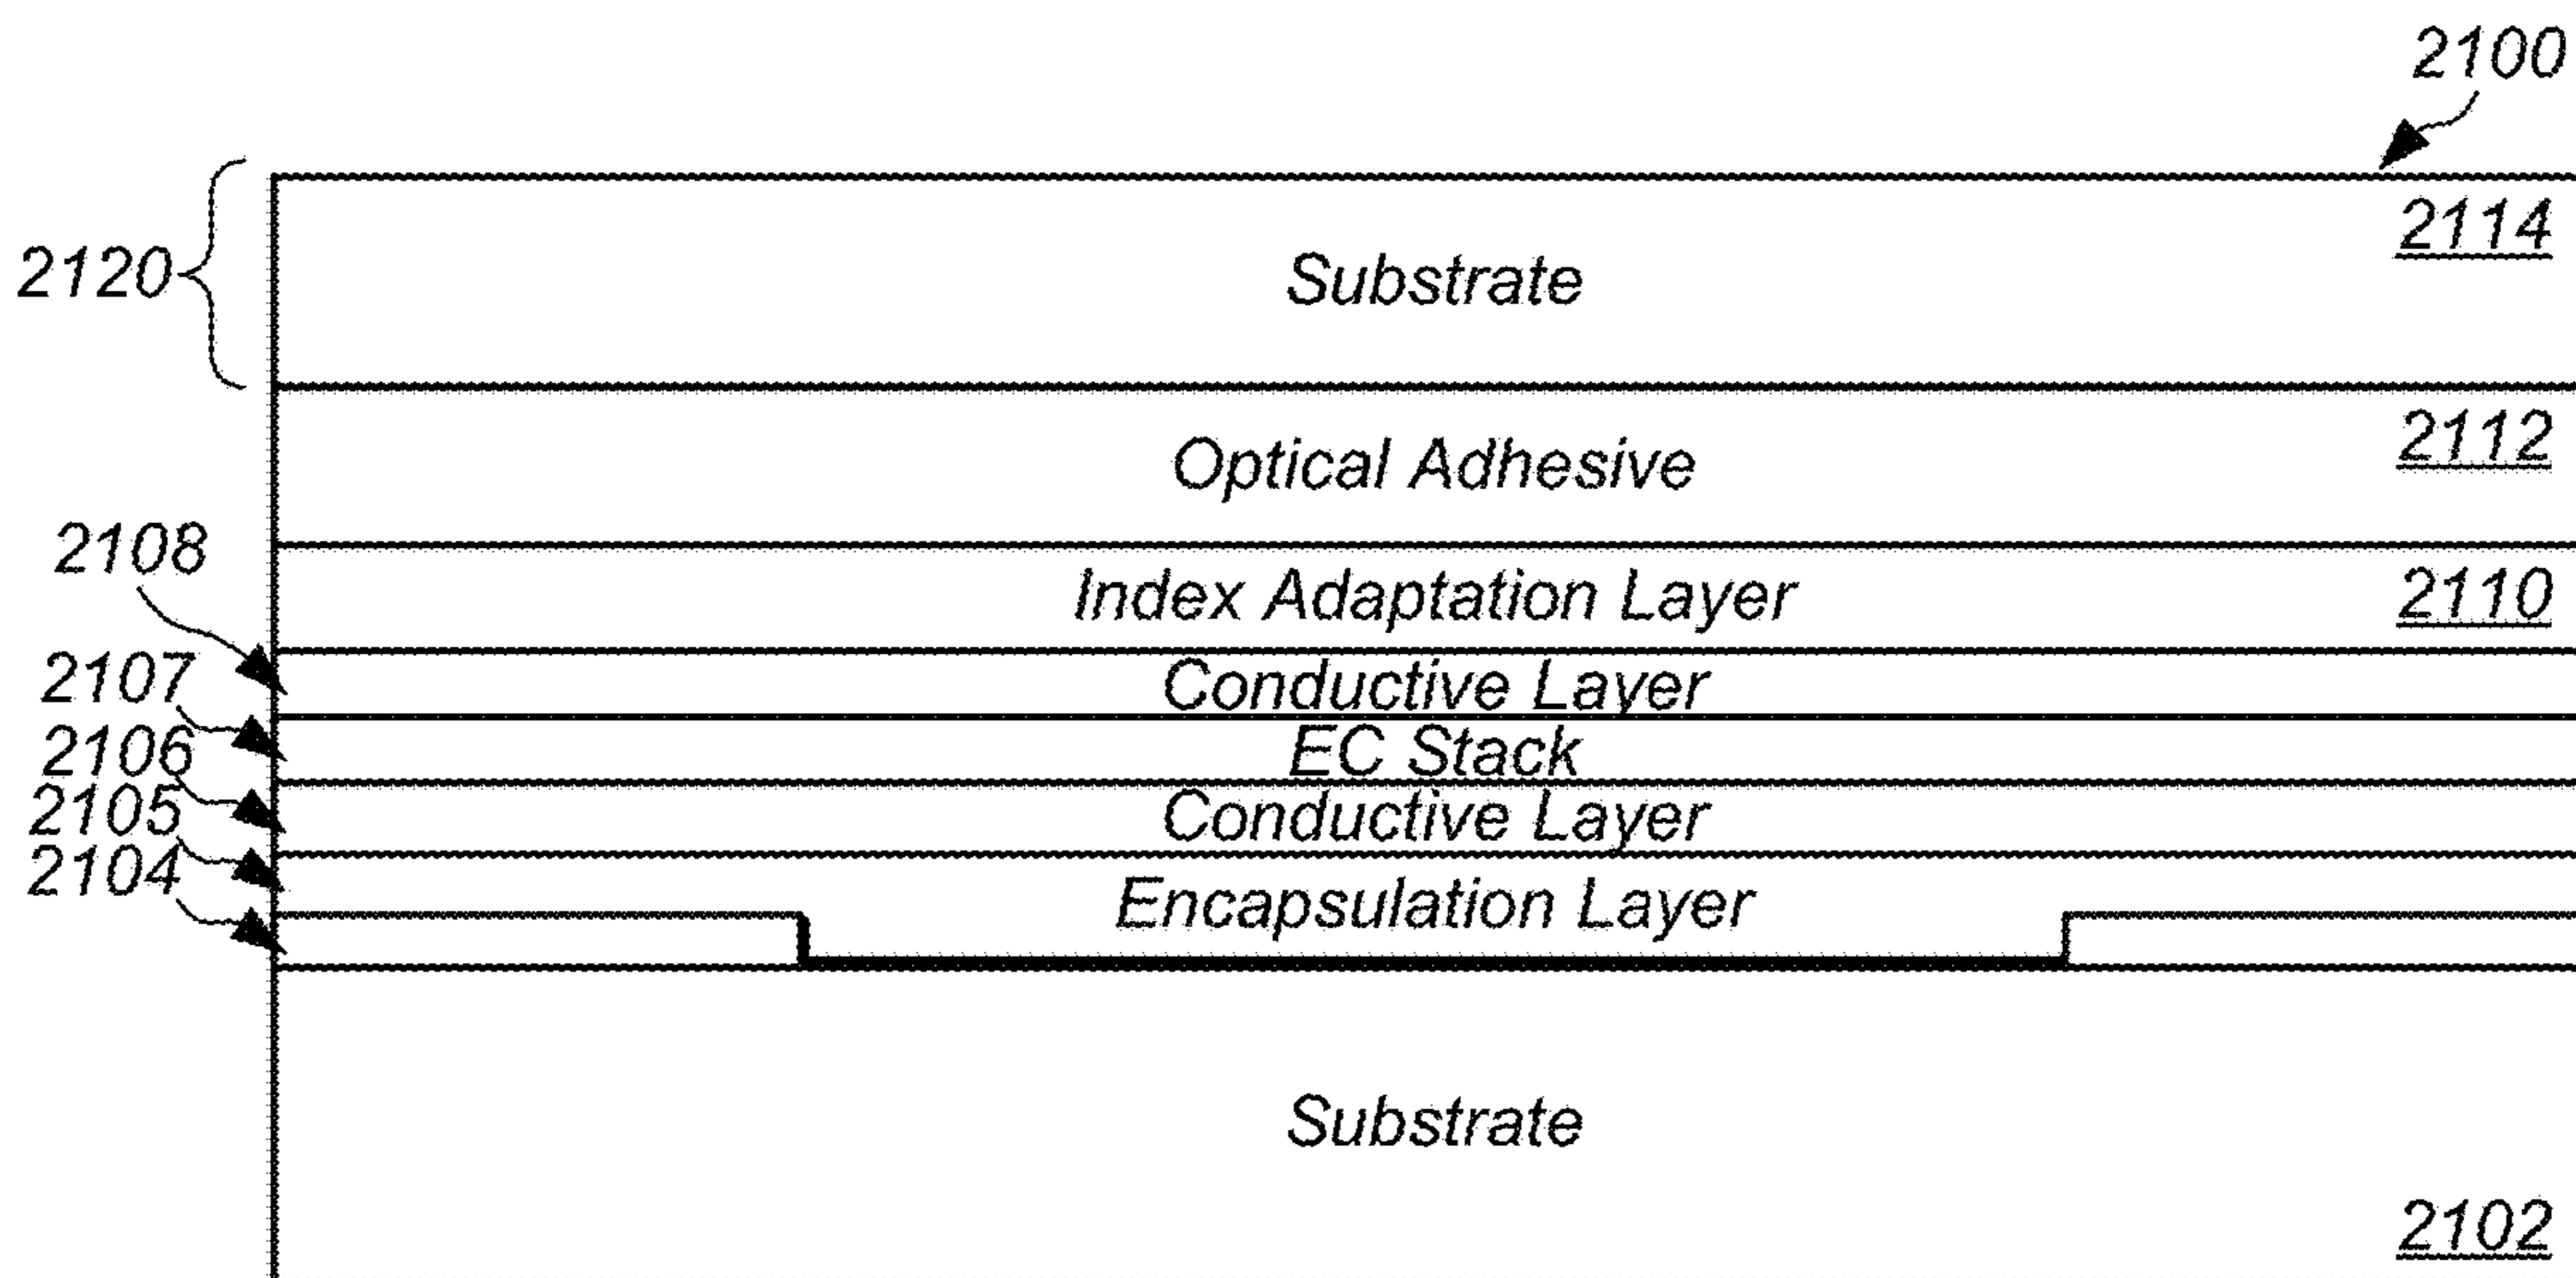 2100
2114
2120
Substrate
2112
Optical Adhesive
2108
Index Adaptation Layer
2110
2107
Conductive Layer
2106
EC Stack
2105
Conductive Layer
2104
Encapsulation Layer
Substrate
2102